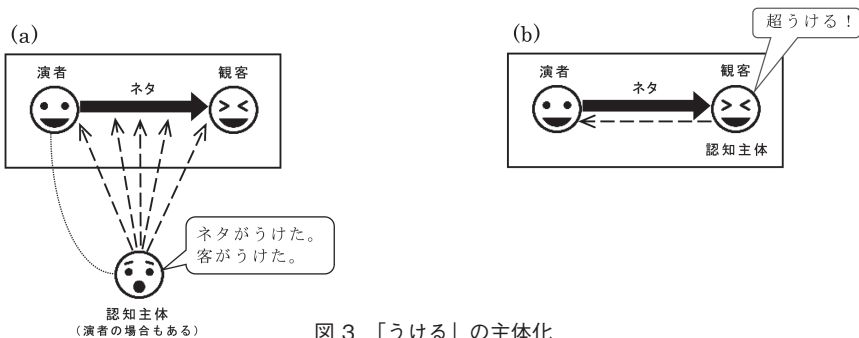 (a)
演者
ネタ
観客
ネタがうけた。
客がうけた。
認知主体
（演者の場合もある）
(b)
超うける！
演者
ネタ
観客
認知主体
図 3 「うける」の主体化